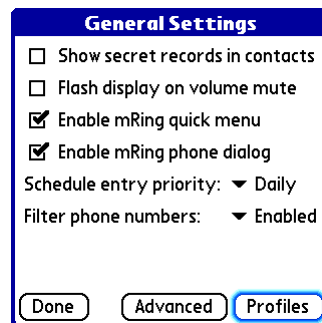 General Settings
Show secret records in contacts
Flash display on volume mute
Enable mRing quick menu
Enable mRing phone dialog
Schedule entry priority: Daily
Filter phone numbers: Enabled
Done Advanced Profiles